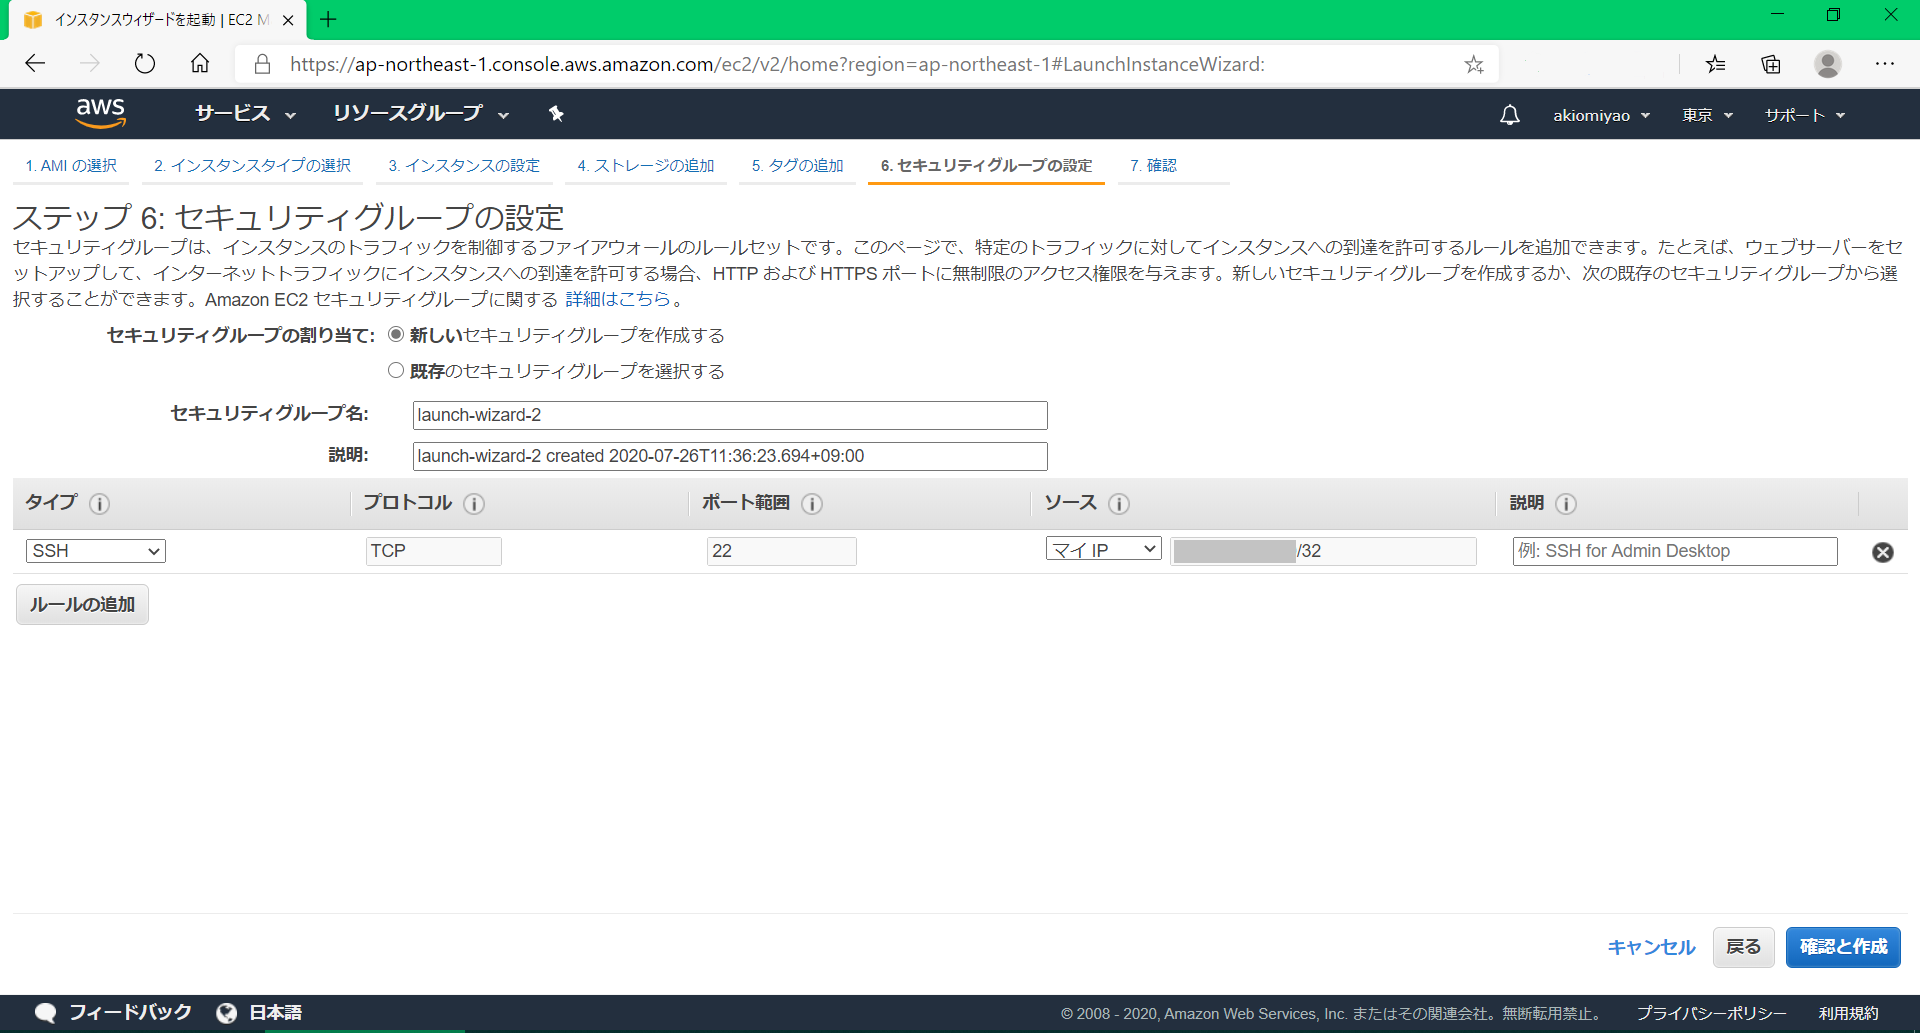 インスタンスウィザードを起動 | EC2 M
https://ap-northeast-1.console.aws.amazon.com/ec2/v2/home?region=ap-northeast-1#LaunchInstanceWizard:
aws サービス リソースグループ akiomiyao 東京 サポート
1. AMI の選択 2. インスタンスタイプの選択 3. インスタンスの設定 4. ストレージの追加 5. タグの追加 6. セキュリティグループの設定 7. 確認
ステップ 6: セキュリティグループの設定
セキュリティグループは、インスタンスのトラフィックを制御するファイアウォールのルールセットです。このページで、特定のトラフィックに対してインスタンスへの到達を許可するルールを追加できます。たとえば、ウェブサーバーをセ
ットアップして、インターネットトラフィックにインスタンスへの到達を許可する場合、HTTP および HTTPS ポートに無制限のアクセス権限を与えます。新しいセキュリティグループを作成するか、次の既存のセキュリティグループから選
択することができます。Amazon EC2 セキュリティグループに関する 詳細はこちら。
セキュリティグループの割り当て: 新しいセキュリティグループを作成する
既存のセキュリティグループを選択する
セキュリティグループ名: launch-wizard-2
説明: launch-wizard-2 created 2020-07-26T11:36:23.694+09:00
タイプ プロトコル ポート範囲 ソース 説明
SSH TCP 22 マイ IP /32 例: SSH for Admin Desktop
ルールの追加
キャンセル 戻る 確認と作成
フィードバック 日本語 © 2008 - 2020, Amazon Web Services, Inc. またはその関連会社。無断転用禁止。 プライバシーポリシー 利用規約